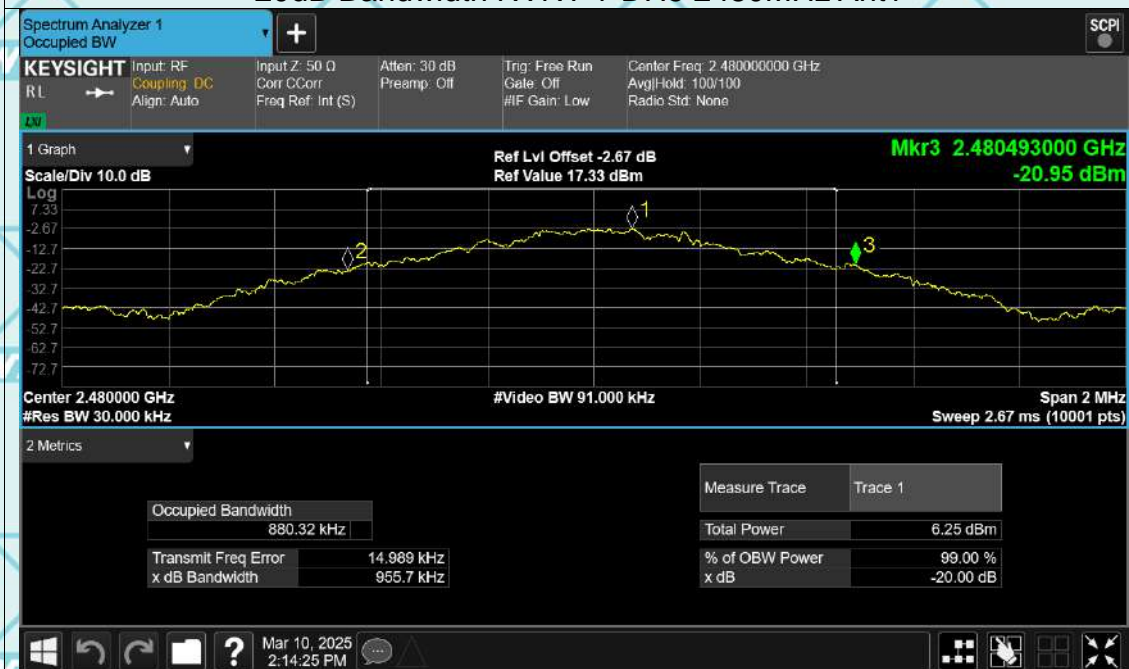 Spectrum Analyzer 1
Occupied BW
+
SCPI
KEYSIGHT
RL
LXI
Input: RF
Coupling: DC
Align: Auto
Input Z: 50 Ω
Corr CCorr
Freq Ref: Int (S)
Atten: 30 dB
Preamp: Off
Trig: Free Run
Gate: Off
#IF Gain: Low
Center Freq: 2.480000000 GHz
Avg|Hold: 100/100
Radio Std: None
1 Graph
Scale/Div 10.0 dB
Ref Lvl Offset -2.67 dB
Ref Value 17.33 dBm
Mkr3 2.480493000 GHz
-20.95 dBm
Log
7.33
-2.67
-12.7
-22.7
-32.7
-42.7
-52.7
-62.7
-72.7
1
2
3
Center 2.480000 GHz
#Res BW 30.000 kHz
#Video BW 91.000 kHz
Span 2 MHz
Sweep 2.67 ms (10001 pts)
2 Metrics
Occupied Bandwidth
880.32 kHz
Transmit Freq Error 14.989 kHz
x dB Bandwidth 955.7 kHz
Measure Trace Trace 1
Total Power 6.25 dBm
% of OBW Power 99.00 %
x dB -20.00 dB
?
Mar 10, 2025
2:14:25 PM